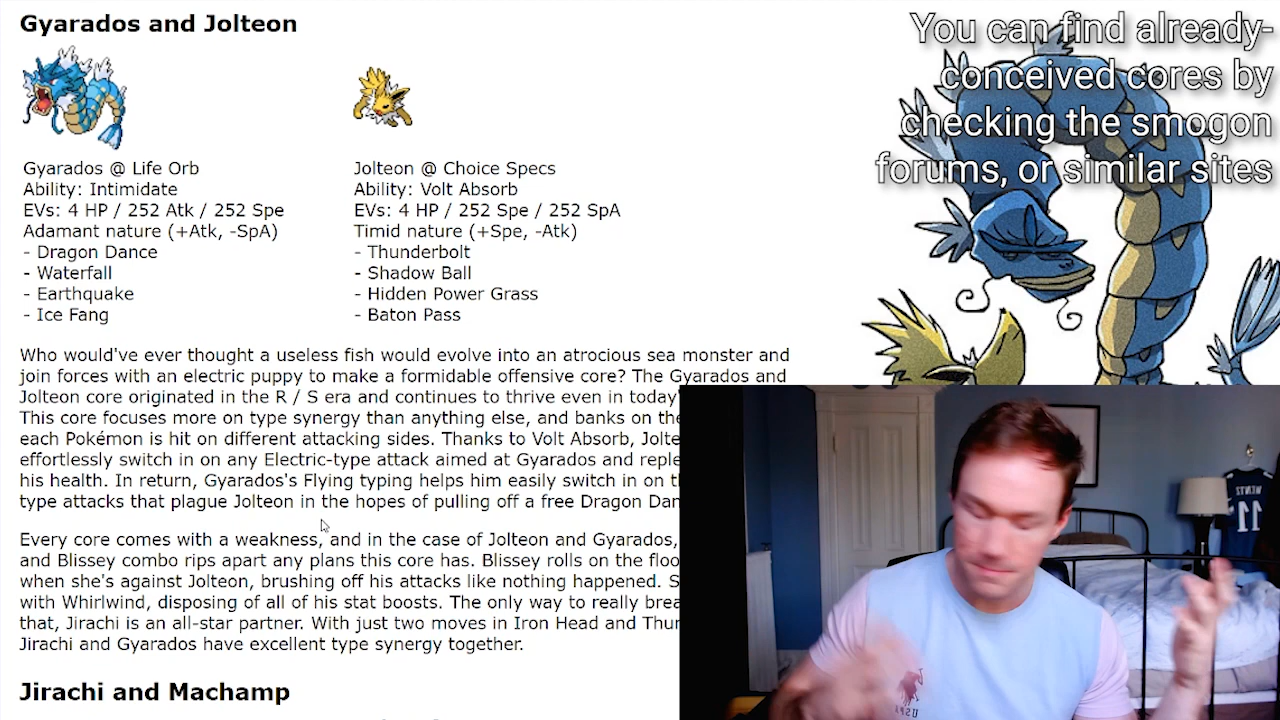 Gyarados and Jolteon
You can find already-
conceived cores by
checking the smogon
forums, or similar sites
Gyarados @ Life Orb
Ability: Intimidate
EVs: 4 HP / 252 Atk / 252 Spe
Adamant nature (+Atk, -SpA)
- Dragon Dance
- Waterfall
- Earthquake
- Ice Fang
Jolteon @ Choice Specs
Ability: Volt Absorb
EVs: 4 HP / 252 Spe / 252 SpA
Timid nature (+Spe, -Atk)
- Thunderbolt
- Shadow Ball
- Hidden Power Grass
- Baton Pass
Who would've ever thought a useless fish would evolve into an atrocious sea monster and
join forces with an electric puppy to make a formidable offensive core? The Gyarados and
Jolteon core originated in the R / S era and continues to thrive even in today'
This core focuses more on type synergy than anything else, and banks on the
each Pokémon is hit on different attacking sides. Thanks to Volt Absorb, Jolte
effortlessly switch in on any Electric-type attack aimed at Gyarados and reple
his health. In return, Gyarados's Flying typing helps him easily switch in on
type attacks that plague Jolteon in the hopes of pulling off a free Dragon Dan
Every core comes with a weakness, and in the case of Jolteon and Gyarados,
and Blissey combo rips apart any plans this core has. Blissey rolls on the floo
when she's against Jolteon, brushing off his attacks like nothing happened. S
with Whirlwind, disposing of all of his stat boosts. The only way to really brea
that, Jirachi is an all-star partner. With just two moves in Iron Head and Thun
Jirachi and Gyarados have excellent type synergy together.
Jirachi and Machamp
WENTZ
11
USPA